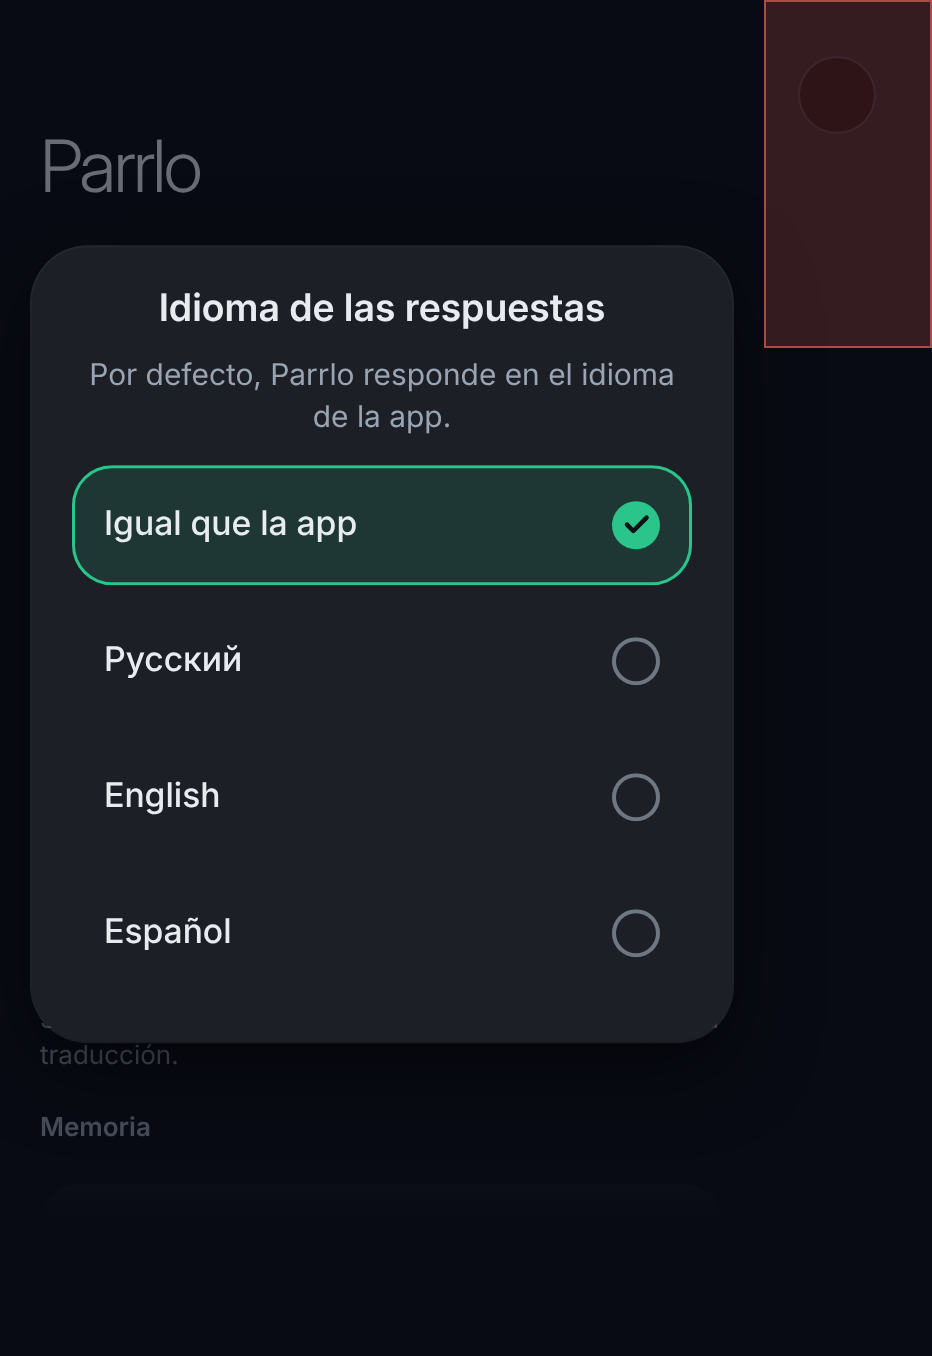 Parrlo
Idioma de las respuestas
Por defecto, Parrlo responde en el idioma
de la app.
Igual que la app
Русский
English
Español
traducción.
Memoria